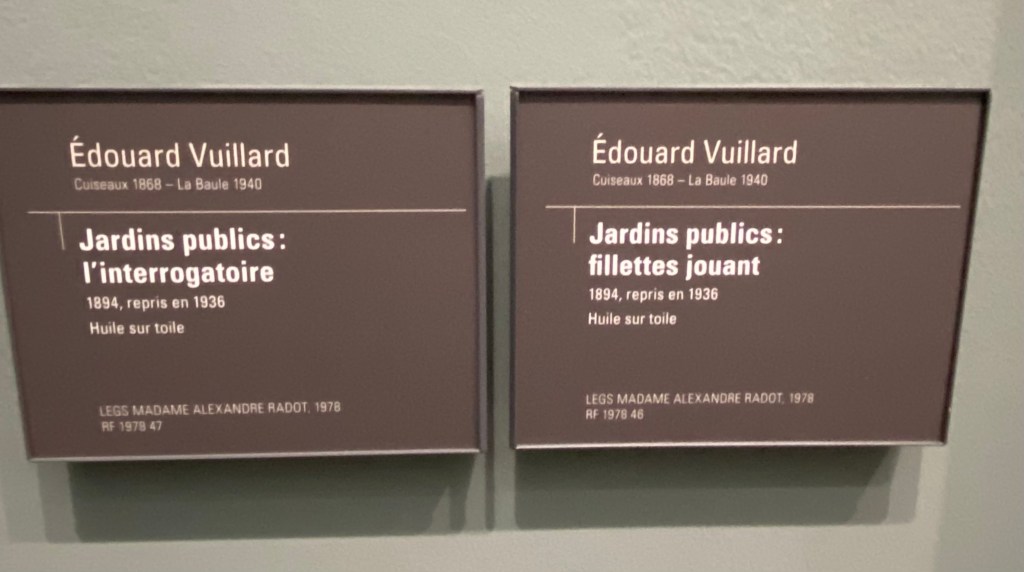 Édouard Vuillard
Cuiseaux 1868 – La Baule 1940
Jardins publics :
l'interrogatoire
1894, repris en 1936
Huile sur toile
LEGS MADAME ALEXANDRE RADOT, 1978
RF 1978 47
Édouard Vuillard
Cuiseaux 1868 – La Baule 1940
Jardins publics :
fillettes jouant
1894, repris en 1936
Huile sur toile
LEGS MADAME ALEXANDRE RADOT, 1978
RF 1978 46